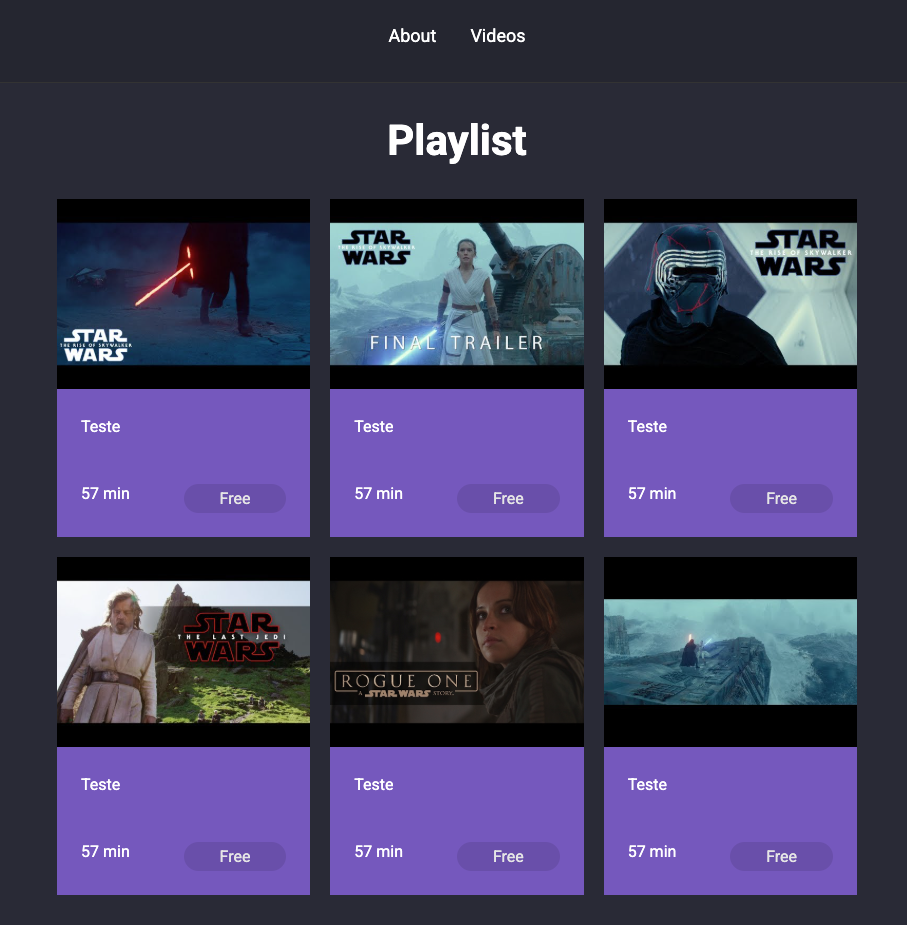 About Videos
Playlist
STAR
THE RISE OF SKYWALKER
WARS
STAR
THE RISE OF SKYWALKER
WARS
FINAL TRAILER
STAR
THE RISE OF SKYWALKER
WARS
Teste
57 min Free
Teste
57 min Free
Teste
57 min Free
STAR
THE LAST JEDI
WARS
ROGUE ONE
A STAR WARS STORY
Teste
57 min Free
Teste
57 min Free
Teste
57 min Free